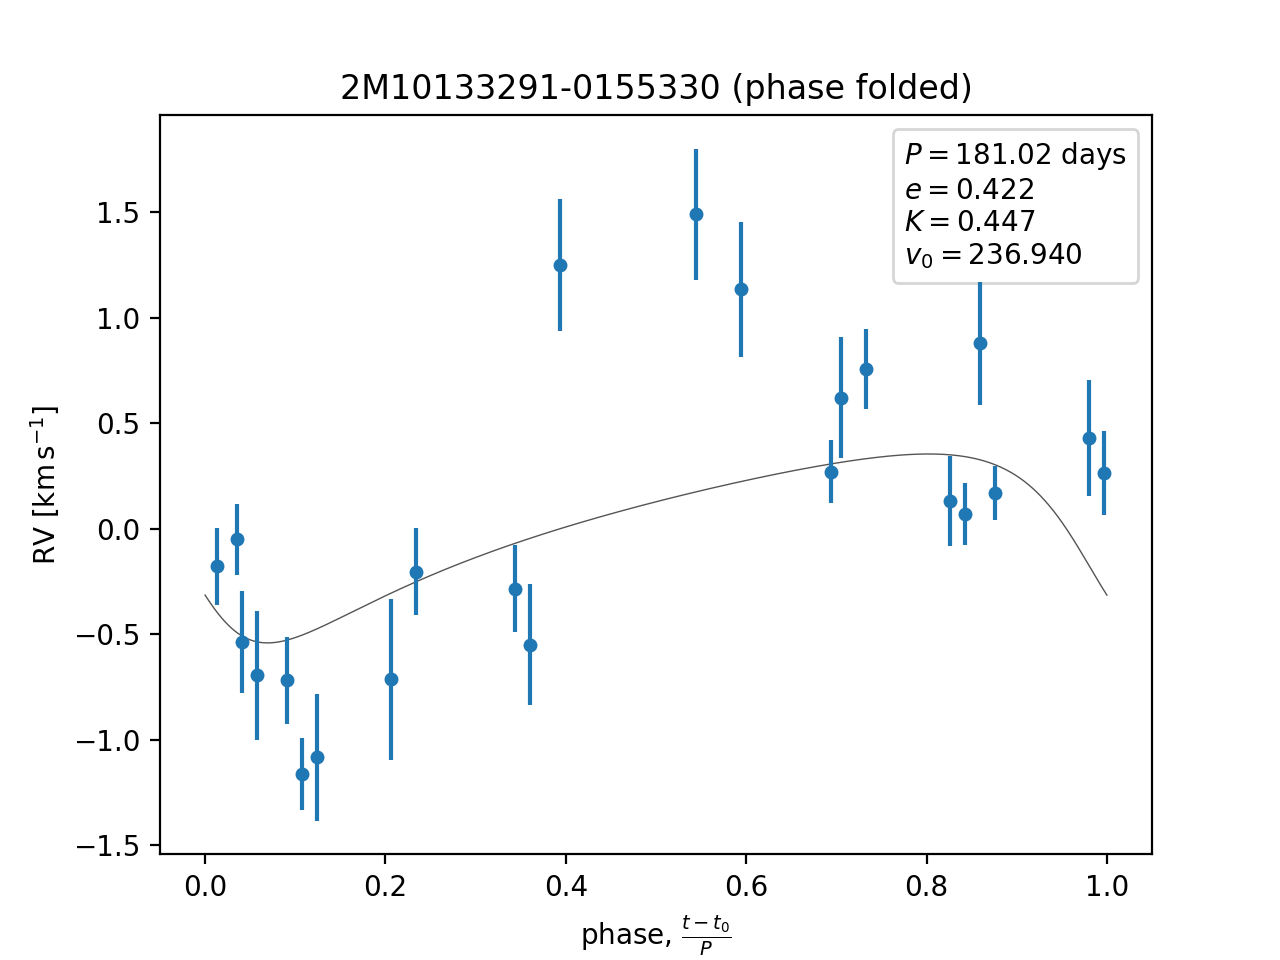 2M10133291-0155330 (phase folded)
P = 181.02 days
e = 0.422
K = 0.447
v₀ = 236.940
RV [km s⁻¹]
1.5
1.0
0.5
0.0
−0.5
−1.0
−1.5
0.0 0.2 0.4 0.6 0.8 1.0
phase, (t − t₀)/P